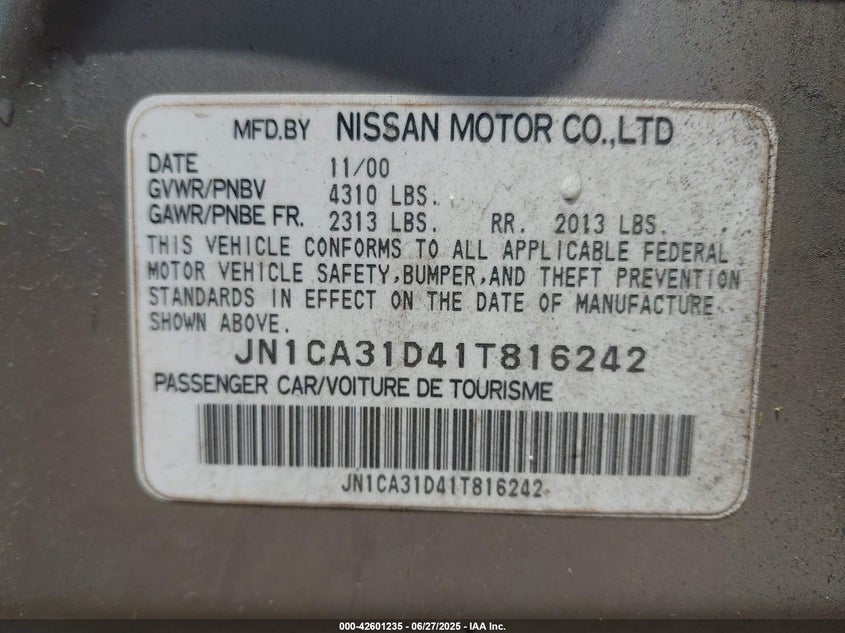 MFD.BY NISSAN MOTOR CO.,LTD
DATE 11/00
GVWR/PNBV 4310 LBS.
GAWR/PNBE FR. 2313 LBS. RR. 2013 LBS.
THIS VEHICLE CONFORMS TO ALL APPLICABLE FEDERAL
MOTOR VEHICLE SAFETY,BUMPER,AND THEFT PREVENTION
STANDARDS IN EFFECT ON THE DATE OF MANUFACTURE
SHOWN ABOVE.
JN1CA31D41T816242
PASSENGER CAR/VOITURE DE TOURISME
JN1CA31D41T816242
000-42601235 - 06/27/2025 - IAA Inc.